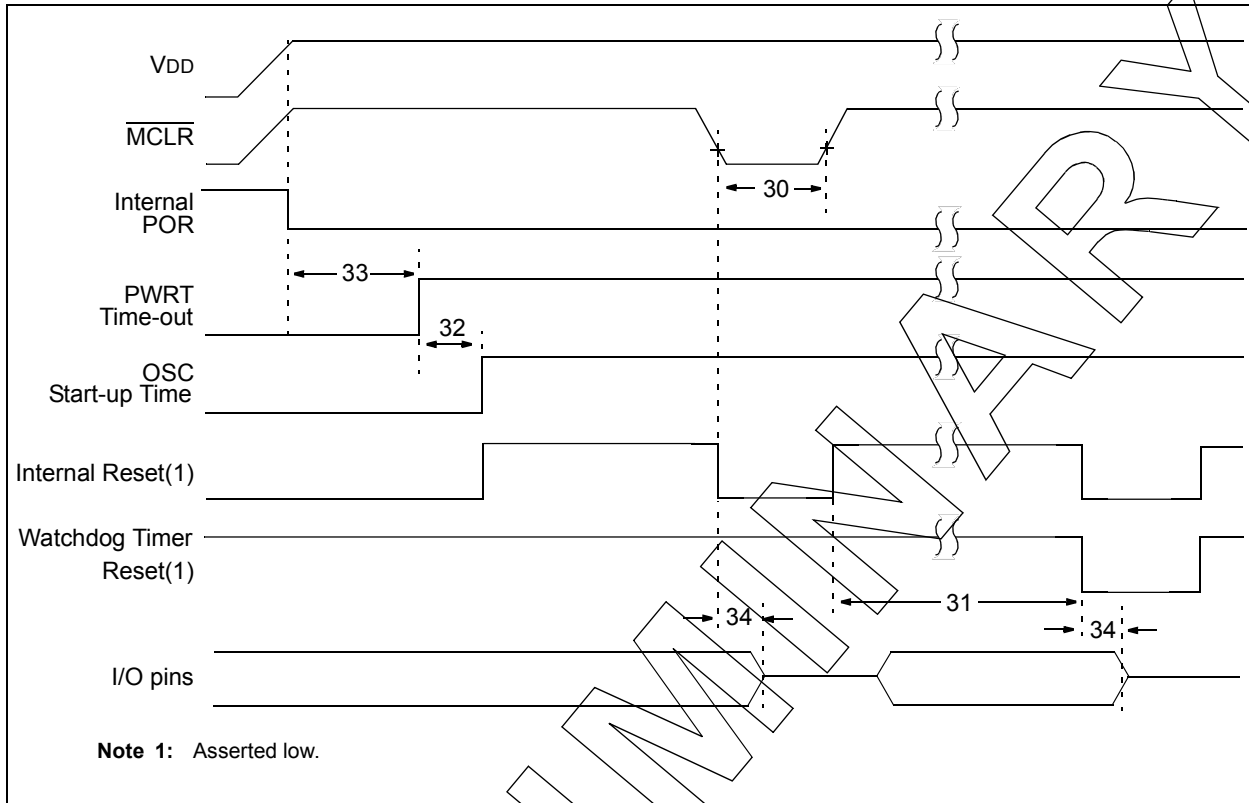 VDD
MCLR
30
Internal
POR
33
PWRT
Time-out
32
OSC
Start-up Time
Internal Reset(1)
Watchdog Timer
Reset(1)
31
34
34
I/O pins
Note 1: Asserted low.
IMINARY